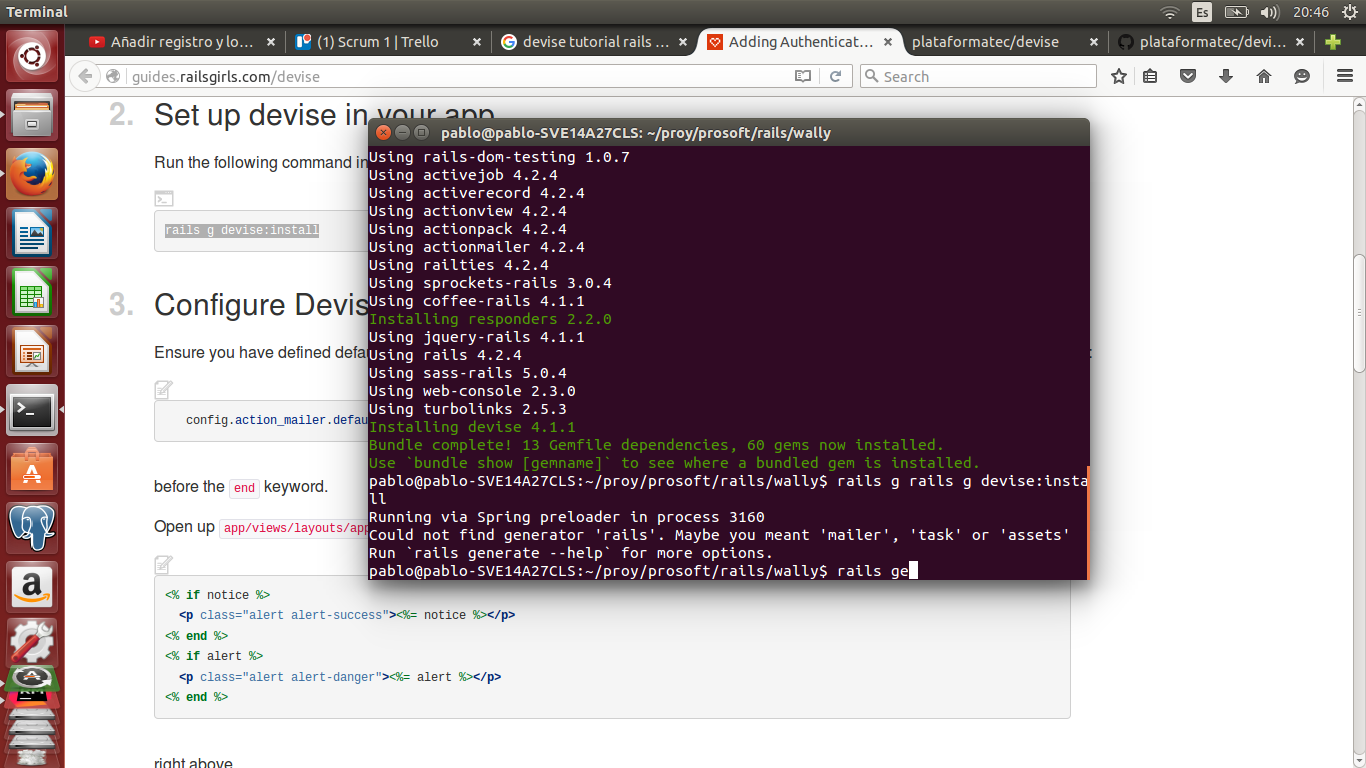 Terminal
Es
20:46
Añadir registro y lo... ×
(1) Scrum 1 | Trello ×
devise tutorial rails ... ×
Adding Authenticat... ×
plataformatec/devise ×
plataformatec/devi... ×
guides.railsgirls.com/devise
Search
2. Set up devise in your app
Run the following command in
rails g devise:install
3. Configure Devis
Ensure you have defined defau
config.action_mailer.defau
before the end keyword.
Open up app/views/layouts/app
<% if notice %>
<p class="alert alert-success"><%= notice %></p>
<% end %>
<% if alert %>
<p class="alert alert-danger"><%= alert %></p>
<% end %>
right above
pablo@pablo-SVE14A27CLS: ~/proy/prosoft/rails/wally
Using rails-dom-testing 1.0.7
Using activejob 4.2.4
Using activerecord 4.2.4
Using actionview 4.2.4
Using actionpack 4.2.4
Using actionmailer 4.2.4
Using railties 4.2.4
Using sprockets-rails 3.0.4
Using coffee-rails 4.1.1
Installing responders 2.2.0
Using jquery-rails 4.1.1
Using rails 4.2.4
Using sass-rails 5.0.4
Using web-console 2.3.0
Using turbolinks 2.5.3
Installing devise 4.1.1
Bundle complete! 13 Gemfile dependencies, 60 gems now installed.
Use `bundle show [gemname]` to see where a bundled gem is installed.
pablo@pablo-SVE14A27CLS:~/proy/prosoft/rails/wally$ rails g rails g devise:insta
ll
Running via Spring preloader in process 3160
Could not find generator 'rails'. Maybe you meant 'mailer', 'task' or 'assets'
Run `rails generate --help` for more options.
pablo@pablo-SVE14A27CLS:~/proy/prosoft/rails/wally$ rails ge